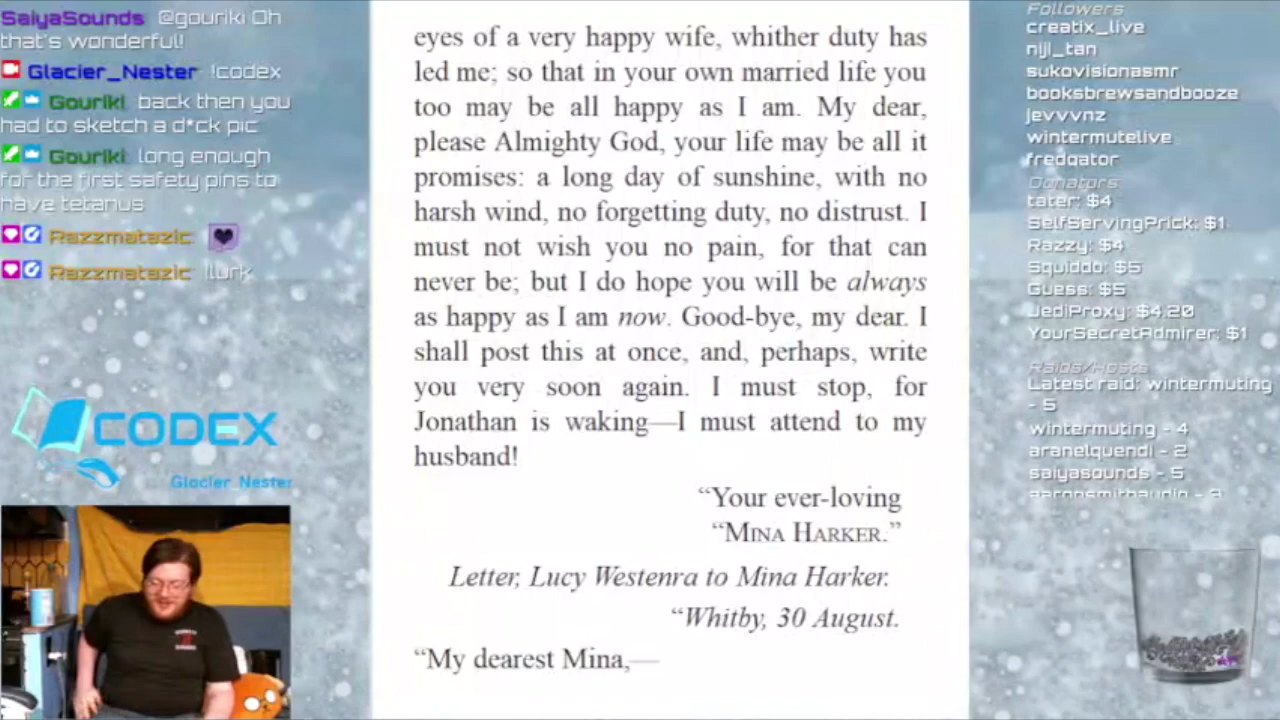 SaiyaSounds @gouriki Oh
that's wonderful!
Glacier_Nester !codex
Gouriki: back then you
had to sketch a d*ck pic
Gouriki: long enough
for the first safety pins to
have tetanus
Razzmatazic
Razzmatazic !lurk
CODEX
Glacier_Nester
eyes of a very happy wife, whither duty has
led me; so that in your own married life you
too may be all happy as I am. My dear,
please Almighty God, your life may be all it
promises: a long day of sunshine, with no
harsh wind, no forgetting duty, no distrust. I
must not wish you no pain, for that can
never be; but I do hope you will be always
as happy as I am now. Good-bye, my dear. I
shall post this at once, and, perhaps, write
you very soon again. I must stop, for
Jonathan is waking—I must attend to my
husband!
“Your ever-loving
“MINA HARKER.”
Letter, Lucy Westenra to Mina Harker.
“Whitby, 30 August.
“My dearest Mina,—
Followers
creatix_live
niji_tan
sukovisionasmr
booksbrewsandbooze
jevvvnz
wintermutelive
fredgator
Donators
tater: $4
SelfServingPrick: $1
Razzy: $4
Squiddo: $5
Guess: $5
JediProxy: $4.20
YourSecretAdmirer: $1
Raids/Hosts
Latest raid: wintermuting
- 5
wintermuting - 4
aranelquendi - 2
saiyasounds - 5
aaronsmithaudio - 3